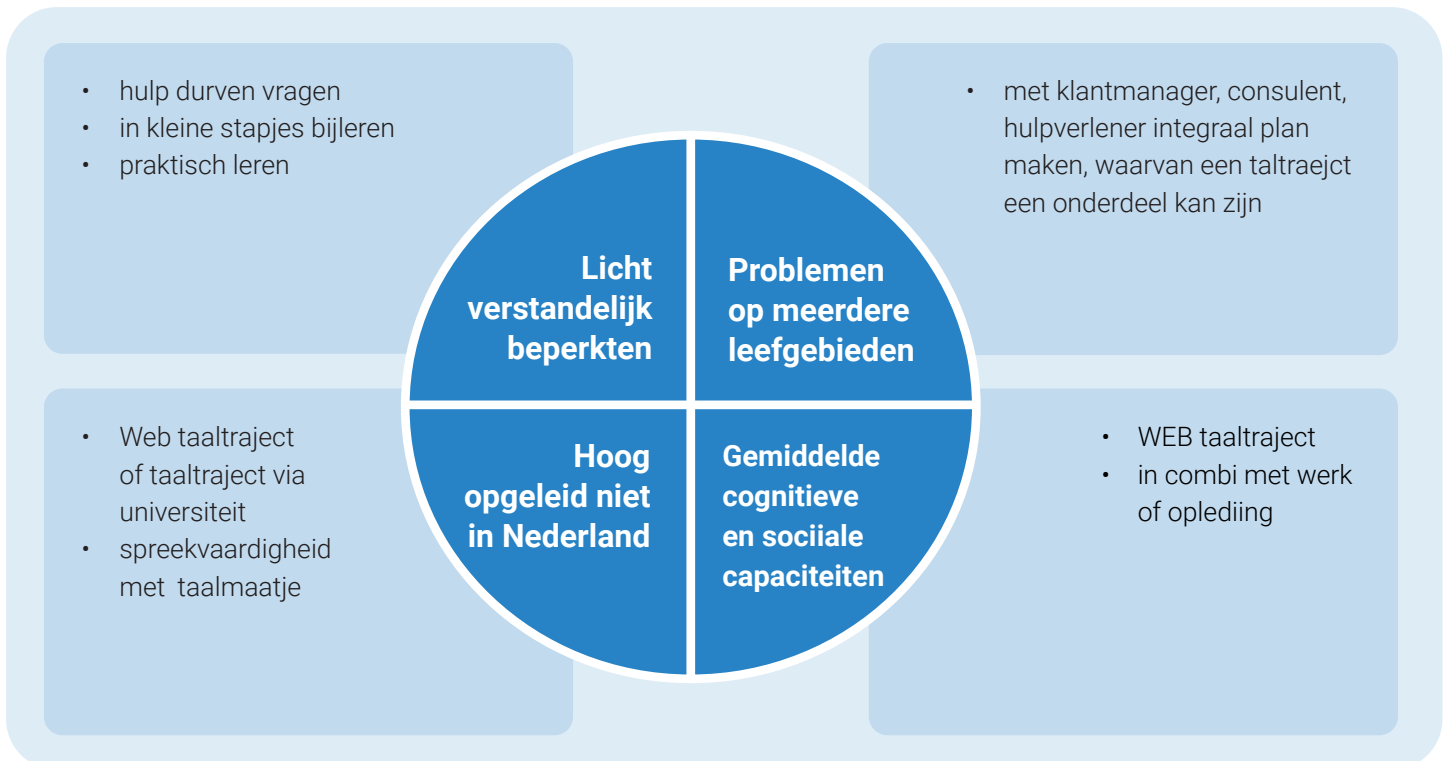 • hulp durven vragen
• in kleine stapjes bijleren
• praktisch leren
Licht
verstandelijk
beperkten
• met klantmanager, consulent,
hulpverlener integraal plan
maken, waarvan een taltraejct
een onderdeel kan zijn
Problemen
op meerdere
leefgebieden
• Web taaltraject
of taaltraject via
universiteit
• spreekvaardigheid
met taalmaatje
Hoog
opgeleid niet
in Nederland
Gemiddelde
cognitieve
en sociiale
capaciteiten
• WEB taaltraject
• in combi met werk
of oplediing